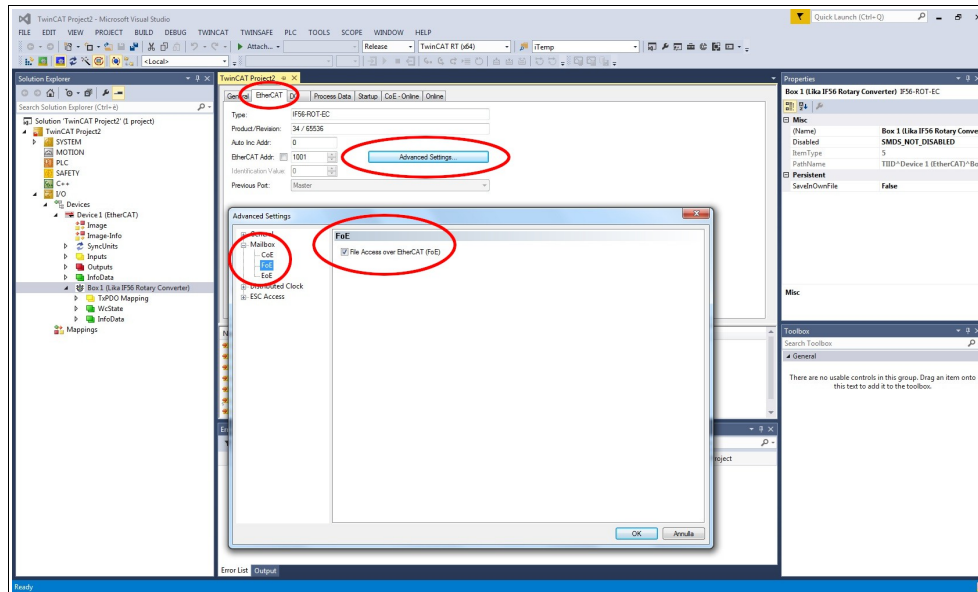 TwinCAT Project2 - Microsoft Visual Studio
Quick Launch (Ctrl+Q)
FILE EDIT VIEW PROJECT BUILD DEBUG TWINCAT TWINSAFE PLC TOOLS SCOPE WINDOW HELP
Attach... Release TwinCAT RT (x64) iTemp
<Local>
Solution Explorer
Search Solution Explorer (Ctrl+è)
Solution 'TwinCAT Project2' (1 project)
TwinCAT Project2
SYSTEM
MOTION
PLC
SAFETY
C++
I/O
Devices
Device 1 (EtherCAT)
Image
Image-Info
SyncUnits
Inputs
Outputs
InfoData
Box 1 (Lika IF56 Rotary Converter)
TxPDO Mapping
WcState
InfoData
Mappings
TwinCAT Project2
General EtherCAT Process Data Startup CoE - Online Online
Type: IF56-ROT-EC
Product/Revision: 34 / 65536
Auto Inc Addr: 0
EtherCAT Addr: 1001 Advanced Settings...
Identification Value: 0
Previous Port: Master
Advanced Settings
General
Mailbox
CoE
FoE
EoE
Distributed Clock
ESC Access
FoE
File Access over EtherCAT (FoE)
OK Annulla
Error List Output
Properties
Box 1 (Lika IF56 Rotary Converter) IF56-ROT-EC
Misc
(Name) Box 1 (Lika IF56 Rotary Conve
Disabled SMDS_NOT_DISABLED
ItemType 5
PathName TIID^Device 1 (EtherCAT)^Bo
Persistent
SaveInOwnFile False
Misc
Toolbox
Search Toolbox
General
There are no usable controls in this group. Drag an item onto
this text to add it to the toolbox.
Ready